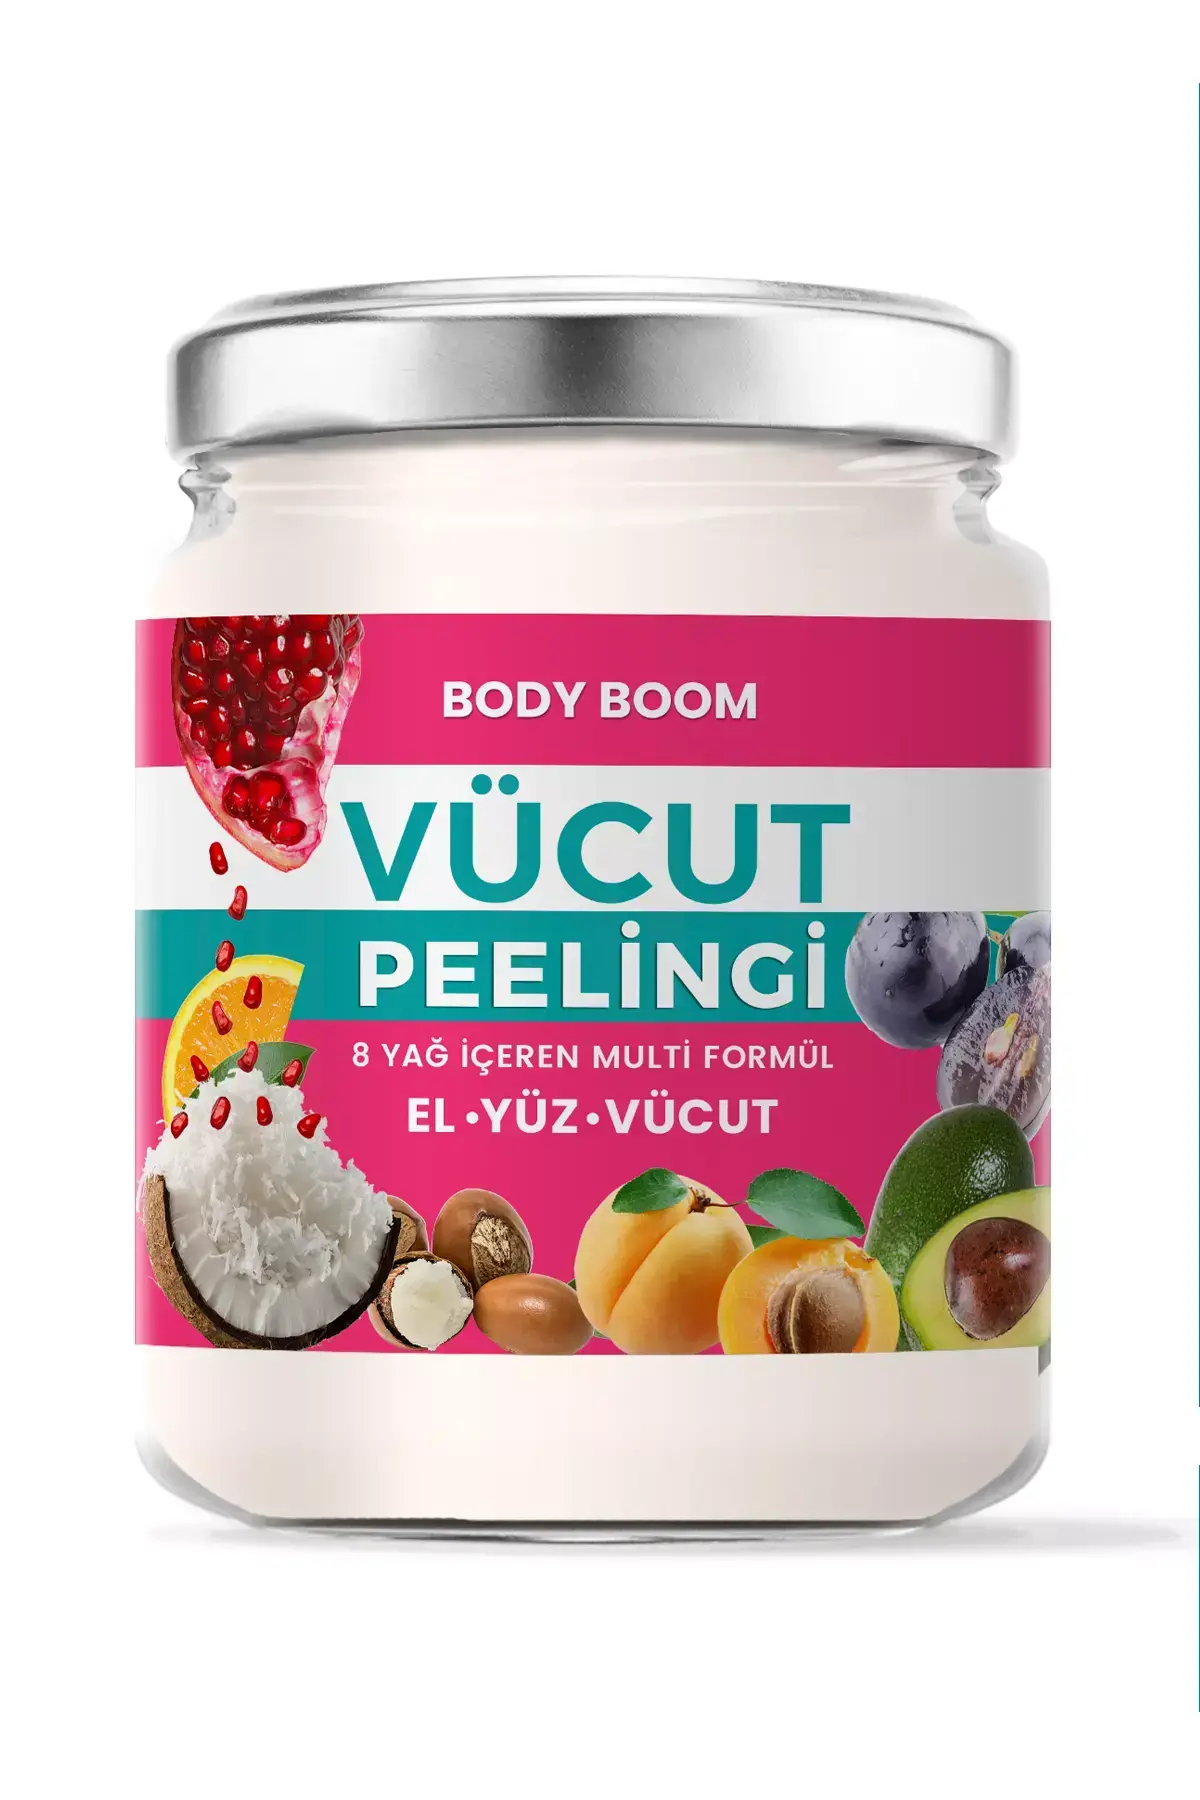 BODY BOOM
VÜCUT
PEELİNGİ
8 YAĞ İÇEREN MULTİ FORMÜL
EL•YÜZ•VÜCUT